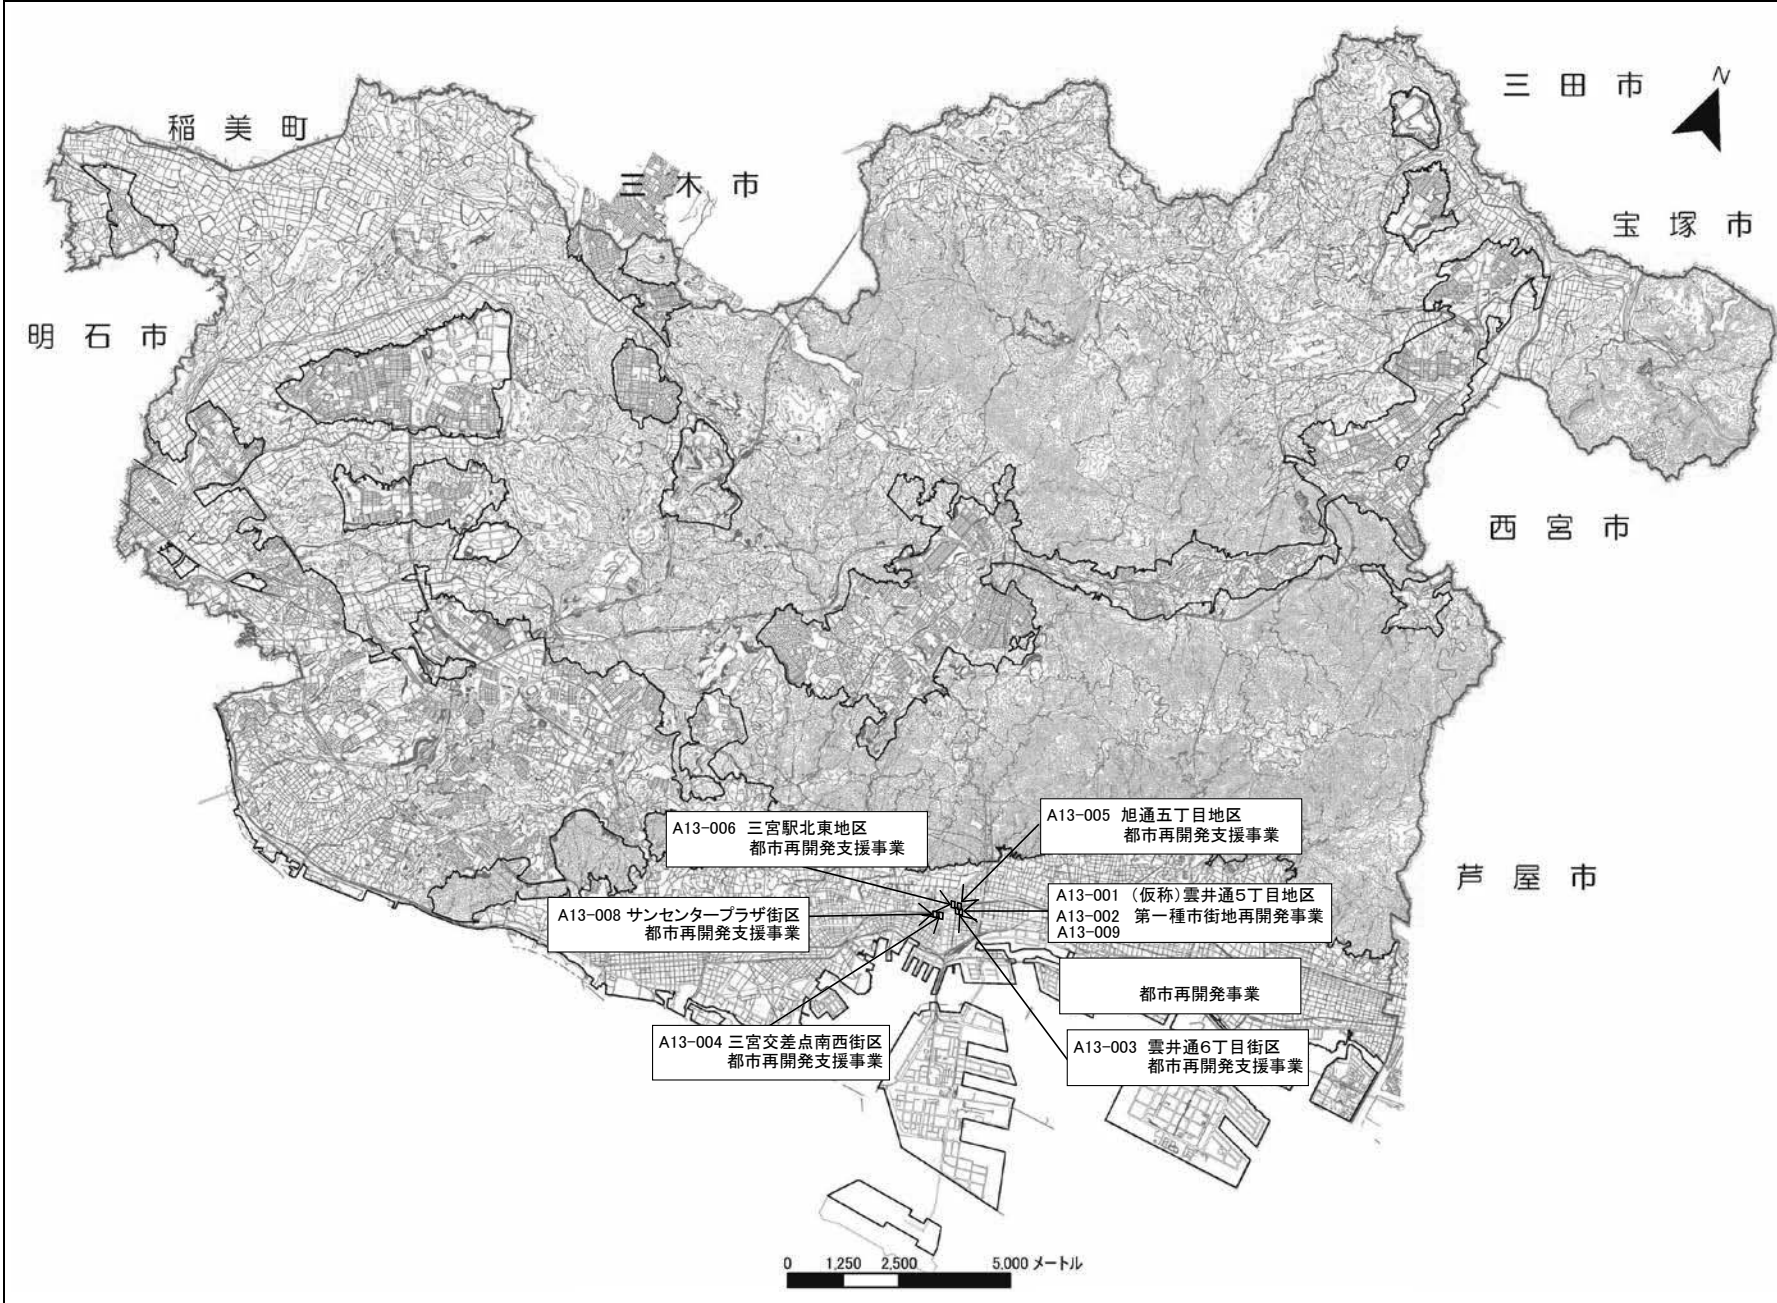 三田市
N
稲美町
三木市
宝塚市
明石市
西宮市
A13-006 三宮駅北東地区
都市再開発支援事業
A13-005 旭通五丁目地区
都市再開発支援事業
芦屋市
A13-008 サンセンタープラザ街区
都市再開発支援事業
A13-001 (仮称)雲井通5丁目地区
A13-002 第一種市街地再開発事業
A13-009
都市再開発事業
A13-004 三宮交差点南西街区
都市再開発支援事業
A13-003 雲井通6丁目街区
都市再開発支援事業
0 1,250 2,500 5,000 メートル